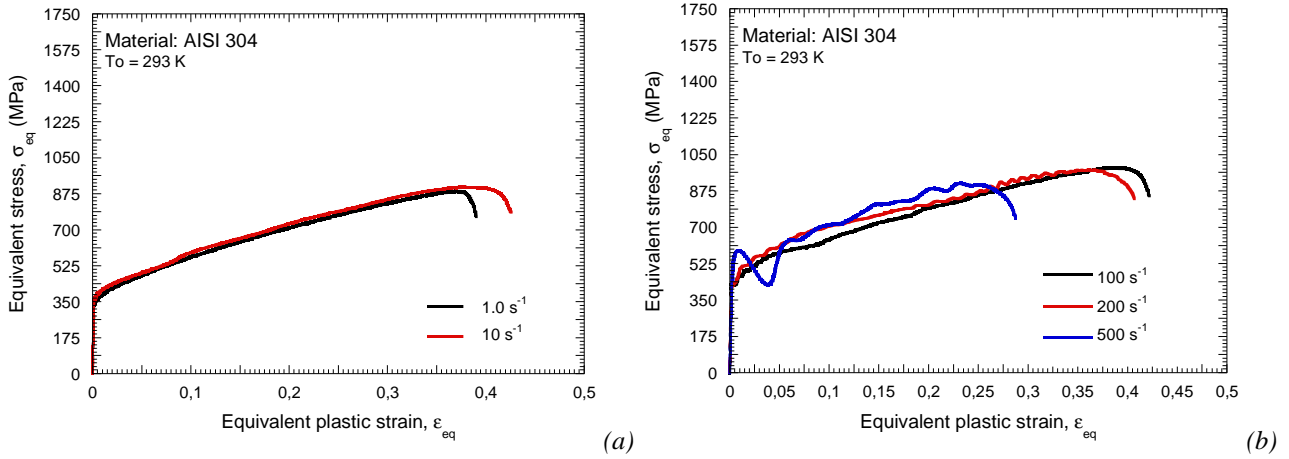 1750
1575
1400
1225
1050
875
700
525
350
175
0
Equivalent stress, σeq (MPa)
Material: AISI 304
To = 293 K
1.0 s⁻¹
10 s⁻¹
0 0,1 0,2 0,3 0,4 0,5
Equivalent plastic strain, εeq
(a)
1750
1575
1400
1225
1050
875
700
525
350
175
0
Equivalent stress, σeq (MPa)
Material: AISI 304
To = 293 K
100 s⁻¹
200 s⁻¹
500 s⁻¹
0 0,05 0,1 0,15 0,2 0,25 0,3 0,35 0,4 0,45 0,5
Equivalent plastic strain, εeq
(b)